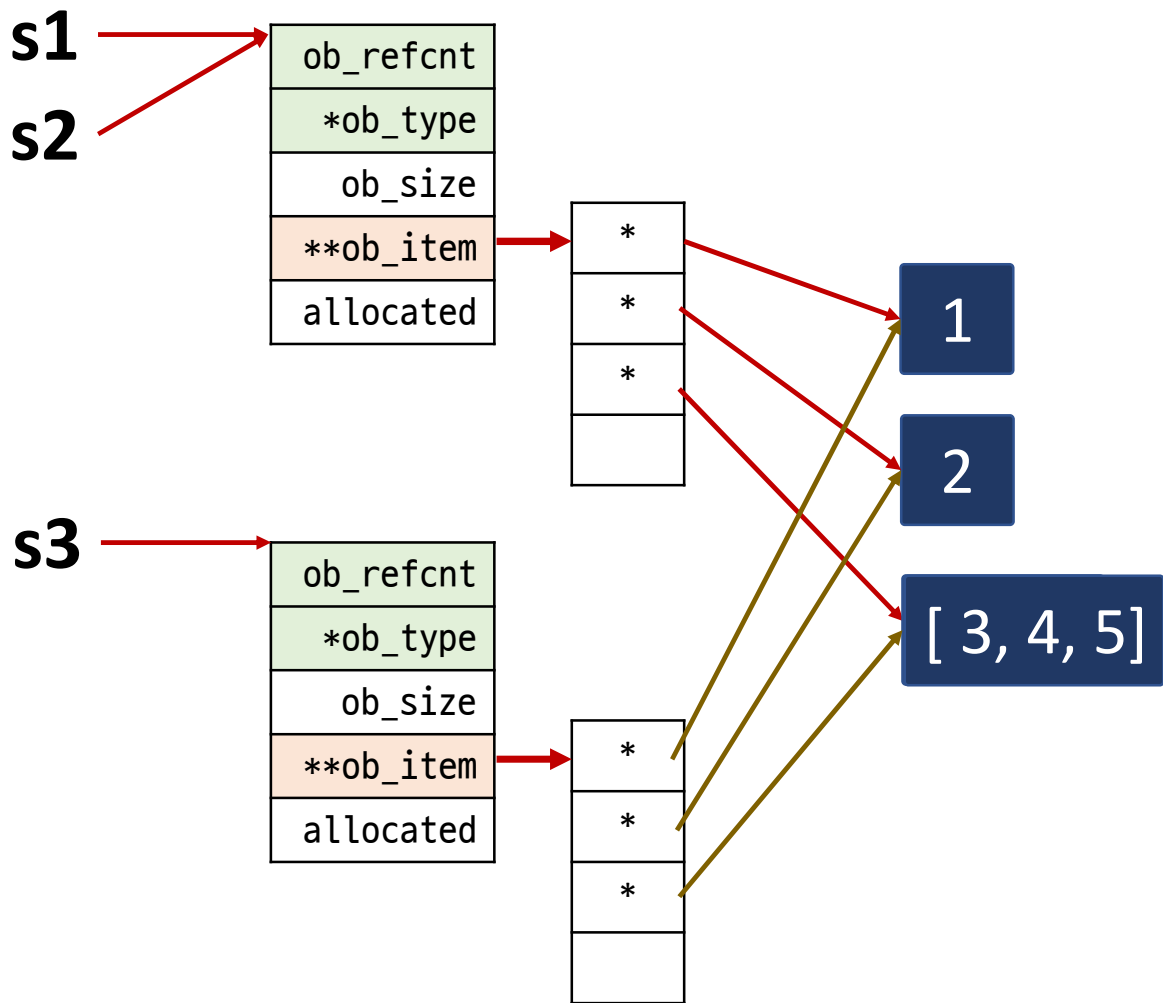 s1
s2
ob_refcnt
*ob_type
ob_size
**ob_item
allocated
*
*
*
1
2
[ 3, 4, 5]
s3
ob_refcnt
*ob_type
ob_size
**ob_item
allocated
*
*
*